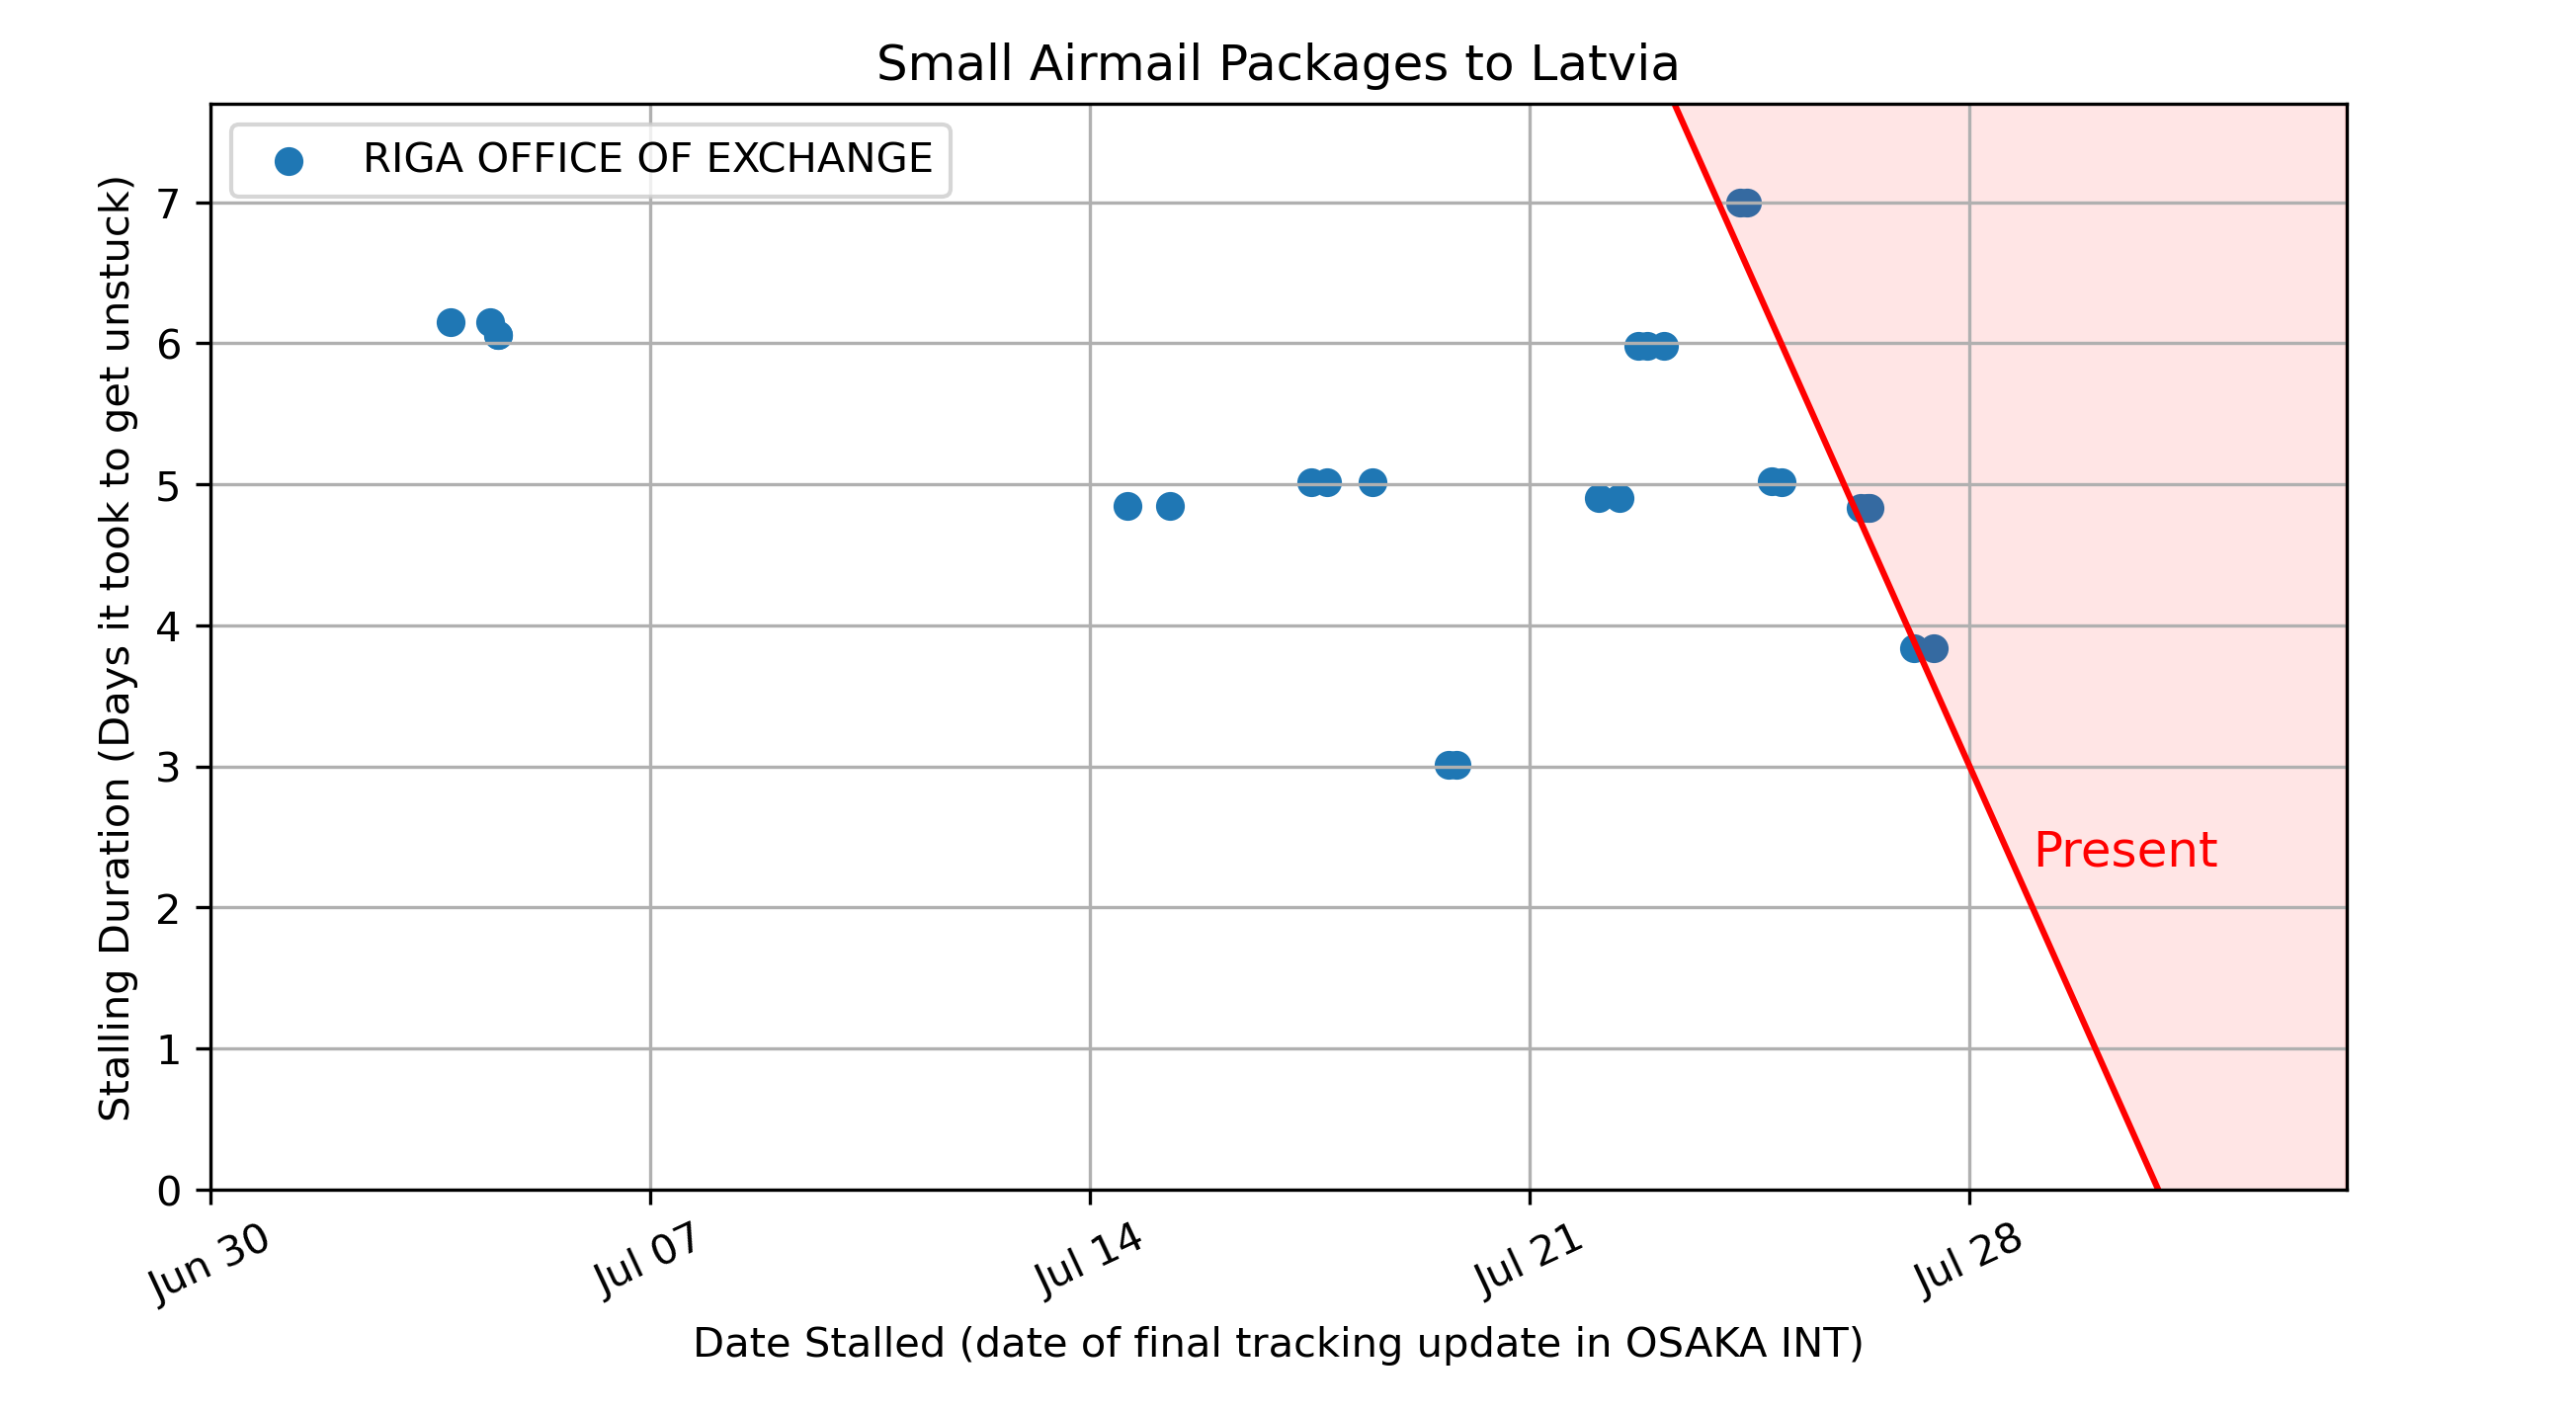 Small Airmail Packages to Latvia
RIGA OFFICE OF EXCHANGE
Stalling Duration (Days it took to get unstuck)
7
6
5
4
3
2
1
0
Present
Jun 30
Jul 07
Jul 14
Jul 21
Jul 28
Date Stalled (date of final tracking update in OSAKA INT)